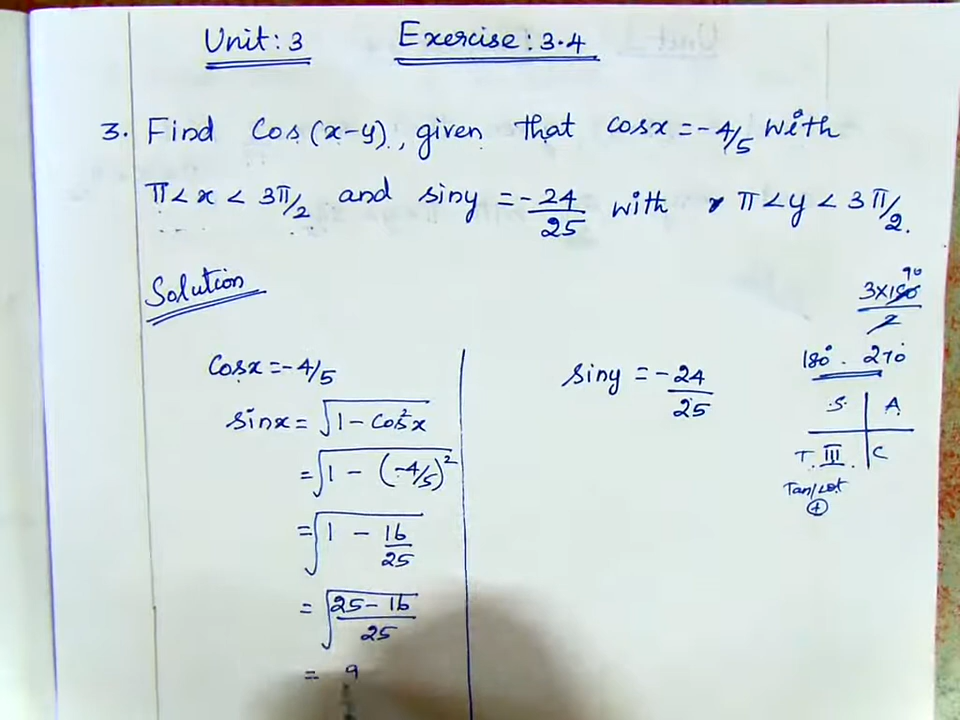 Unit: 3 Exercise: 3.4
3. Find Cos(x-y), given that cosx = -4/5 with
π < x < 3π/2 and siny = -24/25 with π < y < 3π/2.
Solution
3x180/2 90
180° - 270°
S A
T III C
Tan/cot
+
Cosx = -4/5
sinx = √1 - cos²x
= √1 - (-4/5)²
= √1 - 16/25
= √25 - 16/25
= 9
siny = -24/25